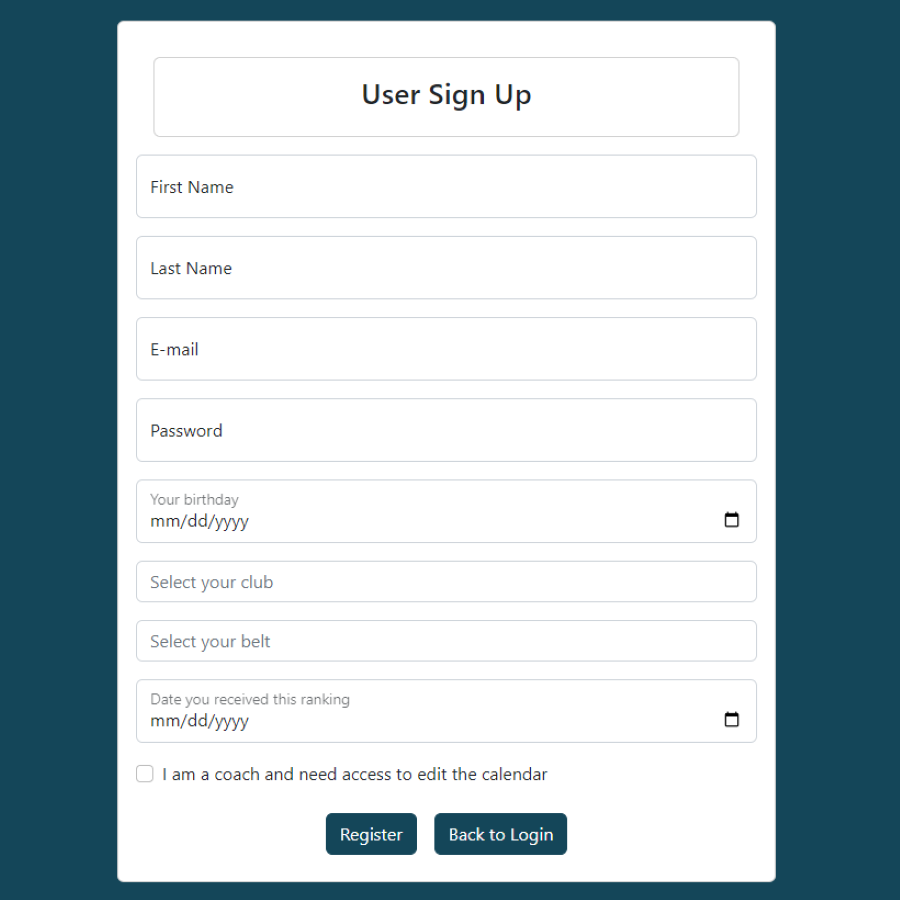 User Sign Up
First Name
Last Name
E-mail
Password
Your birthday
mm/dd/yyyy
Select your club
Select your belt
Date you received this ranking
mm/dd/yyyy
I am a coach and need access to edit the calendar
Register
Back to Login